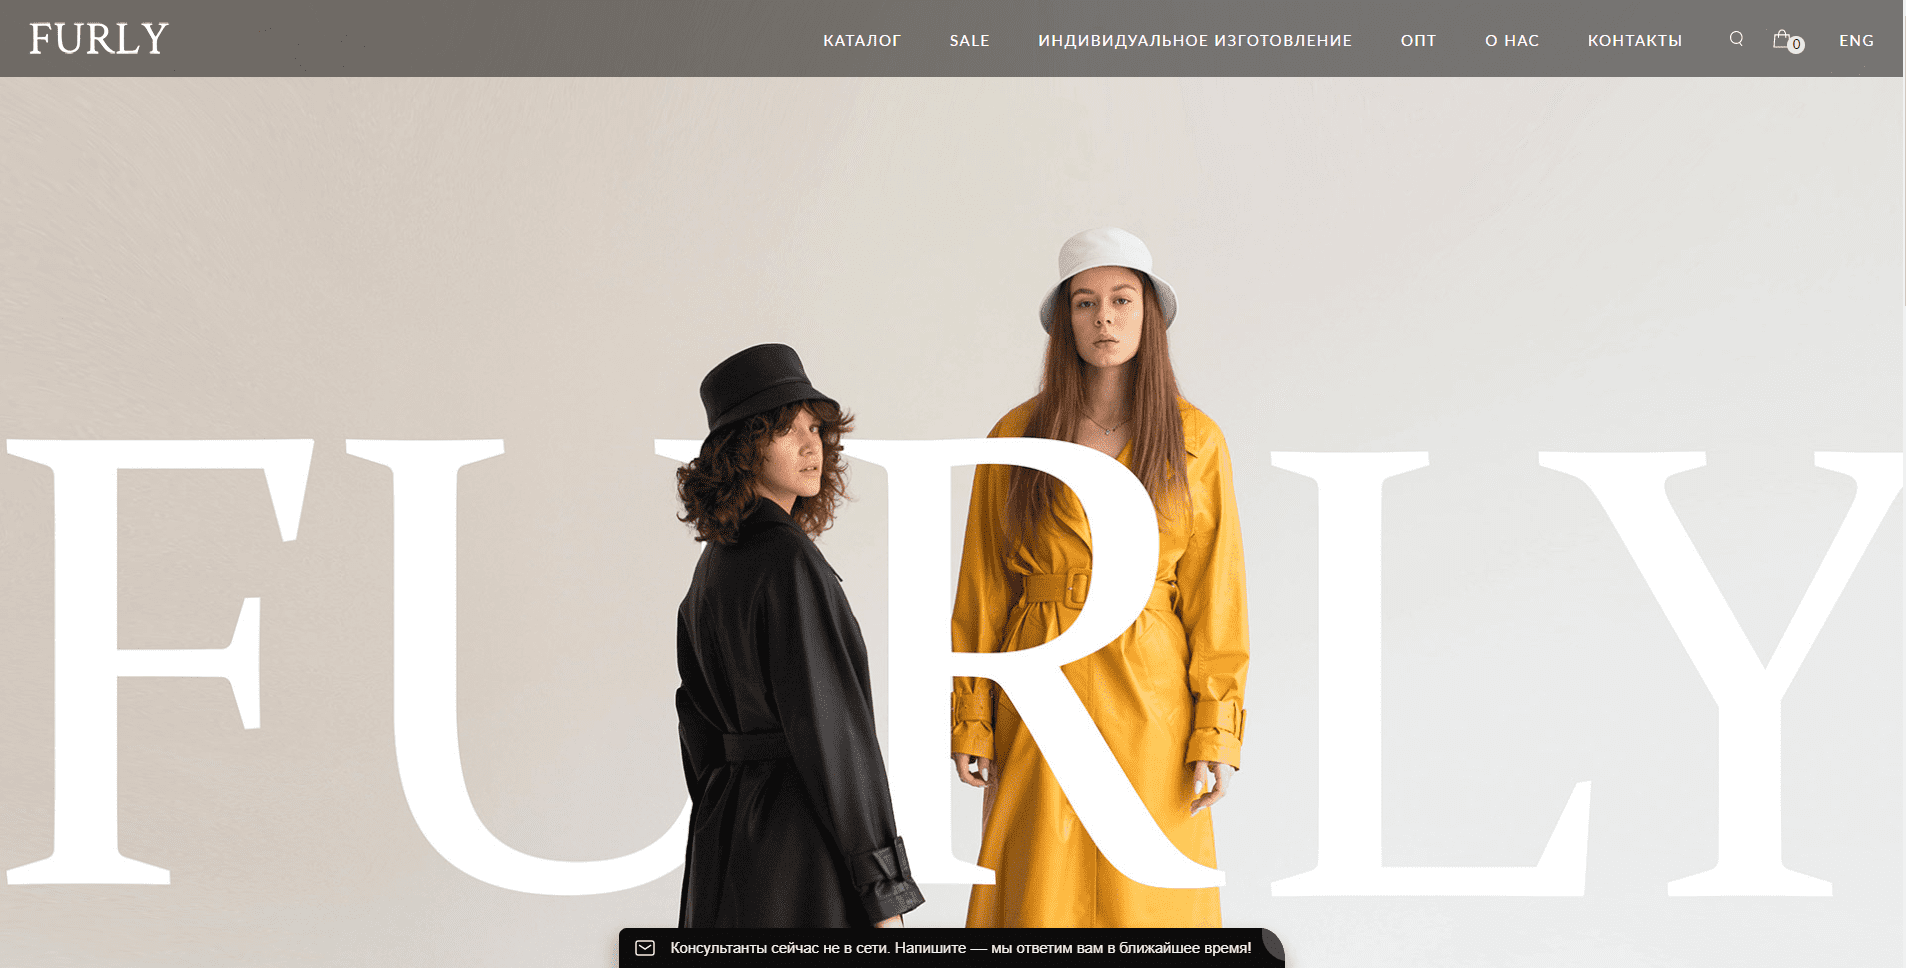 FURLY
КАТАЛОГ SALE ИНДИВИДУАЛЬНОЕ ИЗГОТОВЛЕНИЕ ОПТ О НАС КОНТАКТЫ 0 ENG
FURLY
Консультанты сейчас не в сети. Напишите — мы ответим вам в ближайшее время!